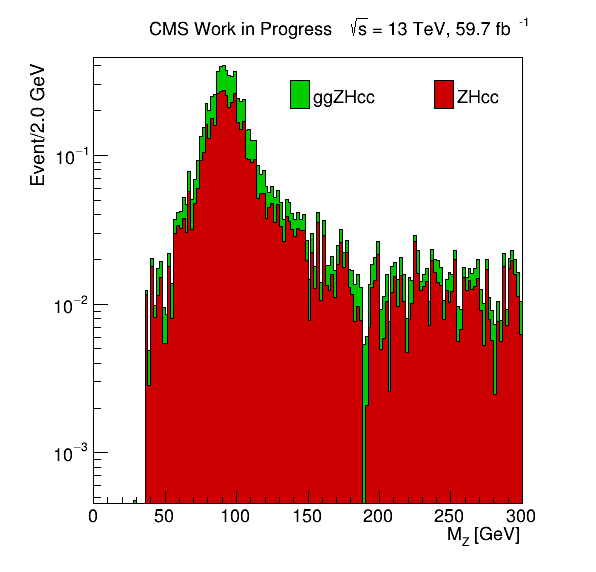 CMS Work in Progress √s = 13 TeV, 59.7 fb⁻¹
Event/2.0 GeV
ggZHcc ZHcc
10⁻¹
10⁻²
10⁻³
0 50 100 150 200 250 300
M_Z [GeV]